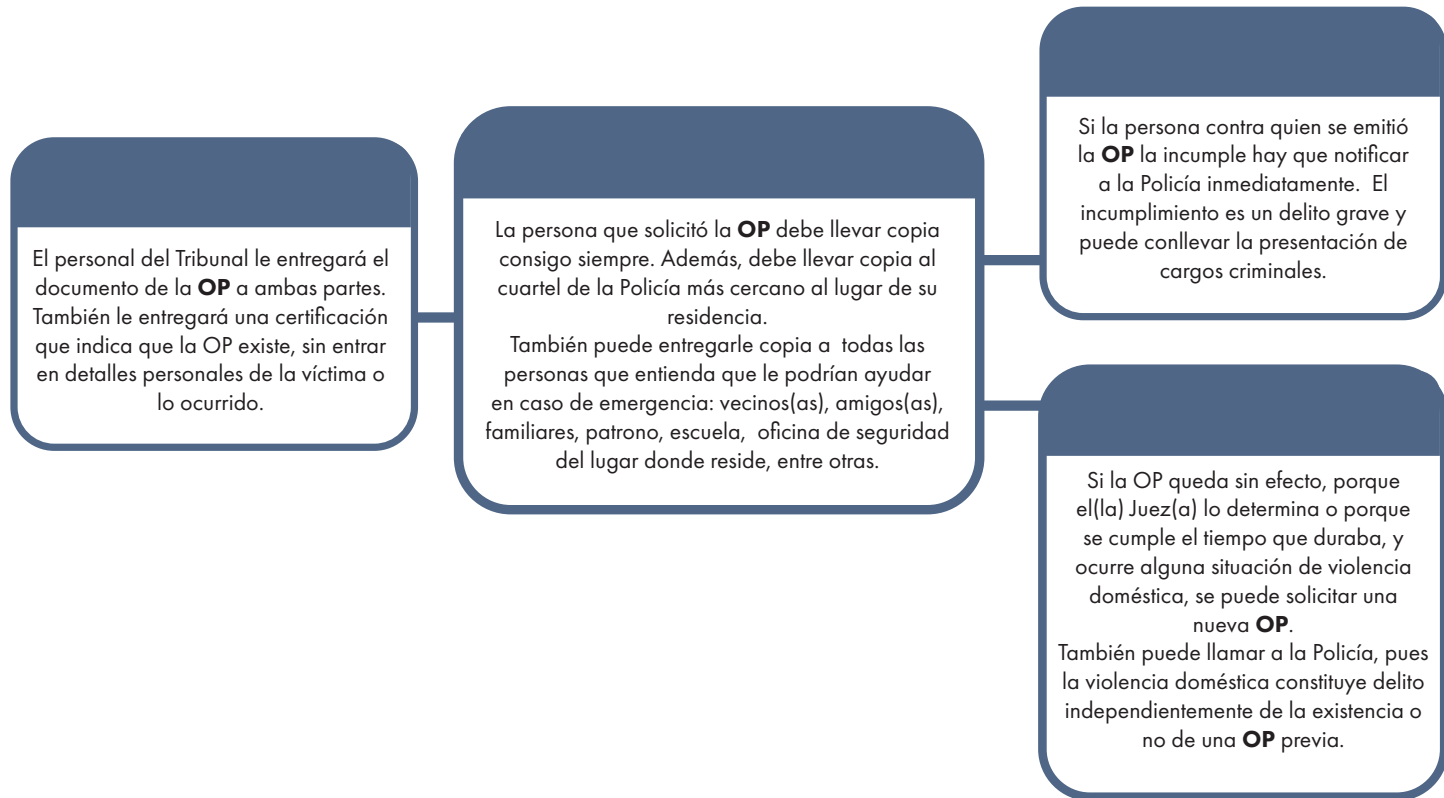 El personal del Tribunal le entregará el
documento de la OP a ambas partes.
También le entregará una certificación
que indica que la OP existe, sin entrar
en detalles personales de la víctima o
lo ocurrido.
La persona que solicitó la OP debe llevar copia
consigo siempre. Además, debe llevar copia al
cuartel de la Policía más cercano al lugar de su
residencia.
También puede entregarle copia a todas las
personas que entienda que le podrían ayudar
en caso de emergencia: vecinos(as), amigos(as),
familiares, patrono, escuela, oficina de seguridad
del lugar donde reside, entre otras.
Si la persona contra quien se emitió
la OP la incumple hay que notificar
a la Policía inmediatamente. El
incumplimiento es un delito grave y
puede conllevar la presentación de
cargos criminales.
Si la OP queda sin efecto, porque
el(la) Juez(a) lo determina o porque
se cumple el tiempo que duraba, y
ocurre alguna situación de violencia
doméstica, se puede solicitar una
nueva OP.
También puede llamar a la Policía, pues
la violencia doméstica constituye delito
independientemente de la existencia o
no de una OP previa.